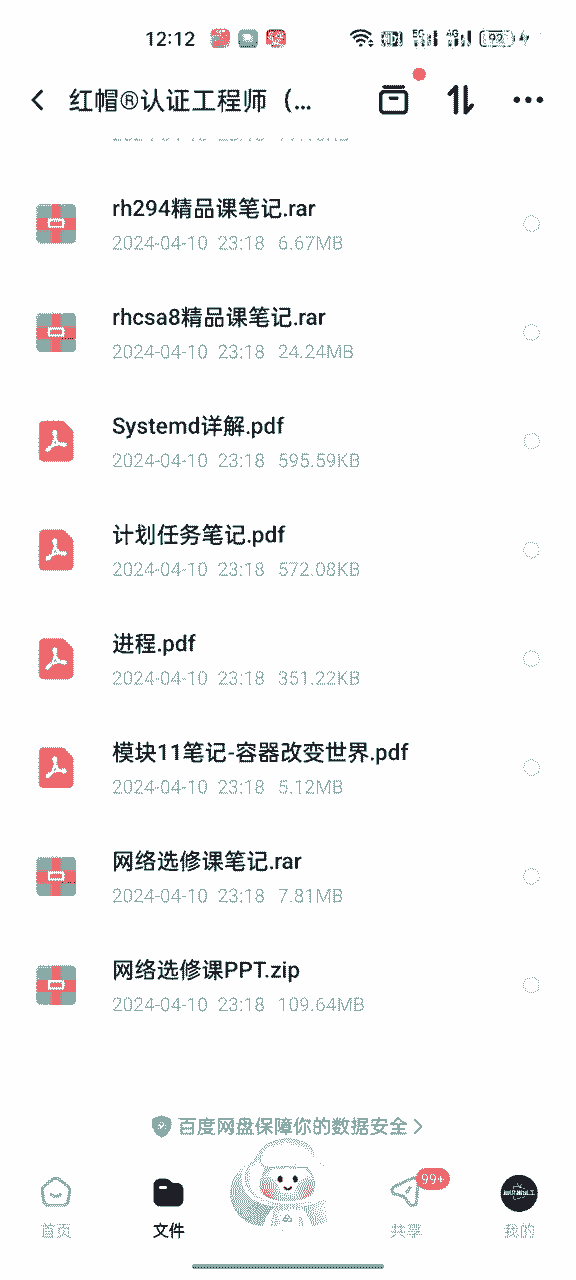 12:12
红帽®认证工程师（...
rh294精品课笔记.rar
2024-04-10 23:18 6.67MB
rhcsa8精品课笔记.rar
2024-04-10 23:18 24.24MB
Systemd详解.pdf
2024-04-10 23:18 595.59KB
计划任务笔记.pdf
2024-04-10 23:18 572.08KB
进程.pdf
2024-04-10 23:18 351.22KB
模块11笔记-容器改变世界.pdf
2024-04-10 23:18 5.12MB
网络选修课笔记.rar
2024-04-10 23:18 7.81MB
网络选修课PPT.zip
2024-04-10 23:18 109.64MB
百度网盘保障你的数据安全
99+
首页 文件 共享 我的